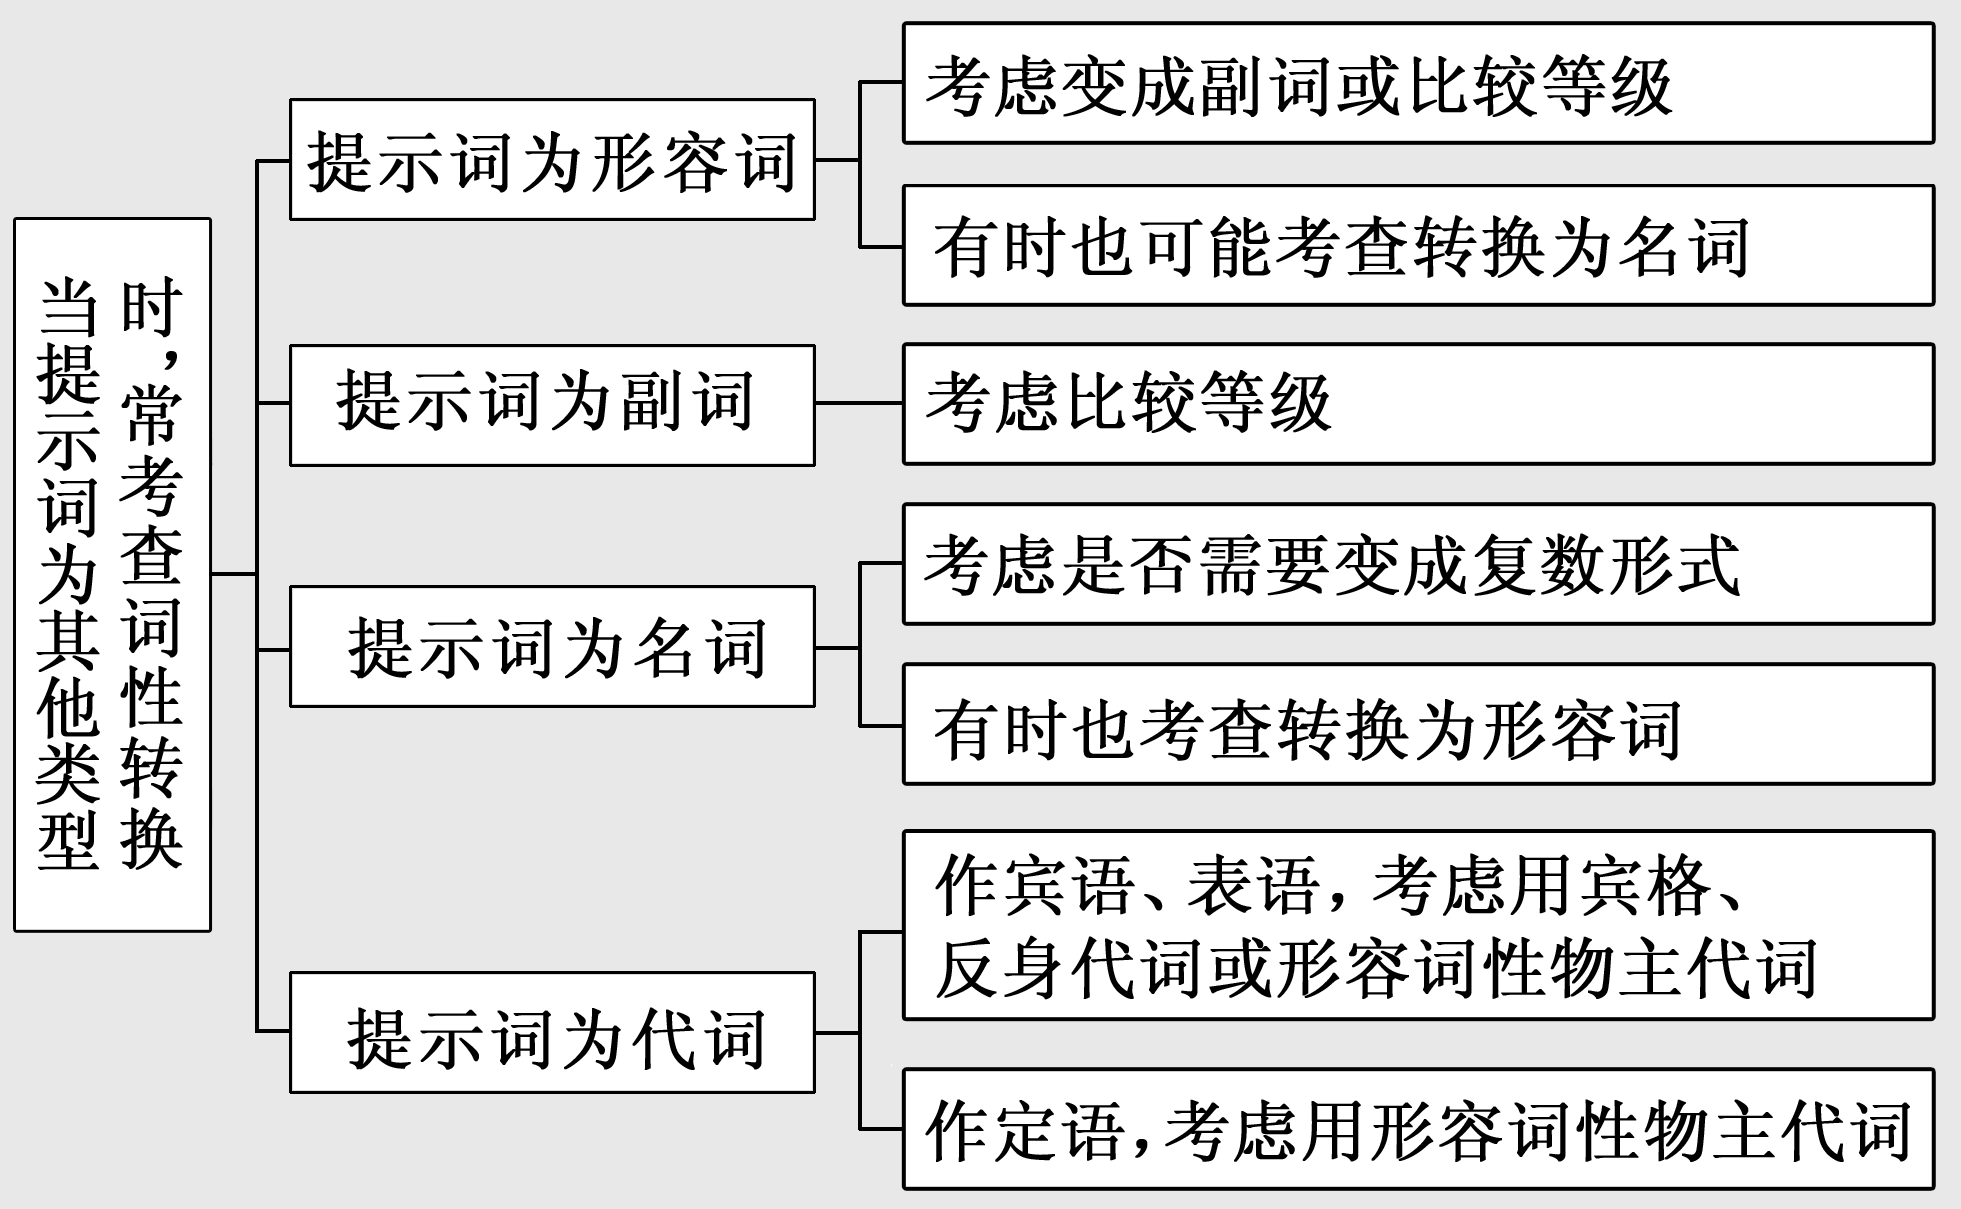 当提示词为其他类型
时，常考查词性转换
提示词为形容词
考虑变成副词或比较等级
有时也可能考查转换为名词
提示词为副词
考虑比较等级
提示词为名词
考虑是否需要变成复数形式
有时也考查转换为形容词
提示词为代词
作宾语、表语，考虑用宾格、
反身代词或形容词性物主代词
作定语，考虑用形容词性物主代词